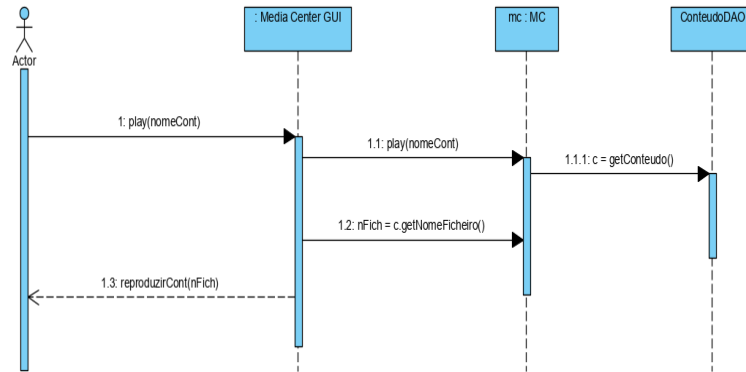 : Media Center GUI
mc : MC
ConteudoDAO
Actor
1: play(nomeCont)
1.1: play(nomeCont)
1.1.1: c = getConteudo()
1.2: nFich = c.getNomeFicheiro()
1.3: reproduzirCont(nFich)